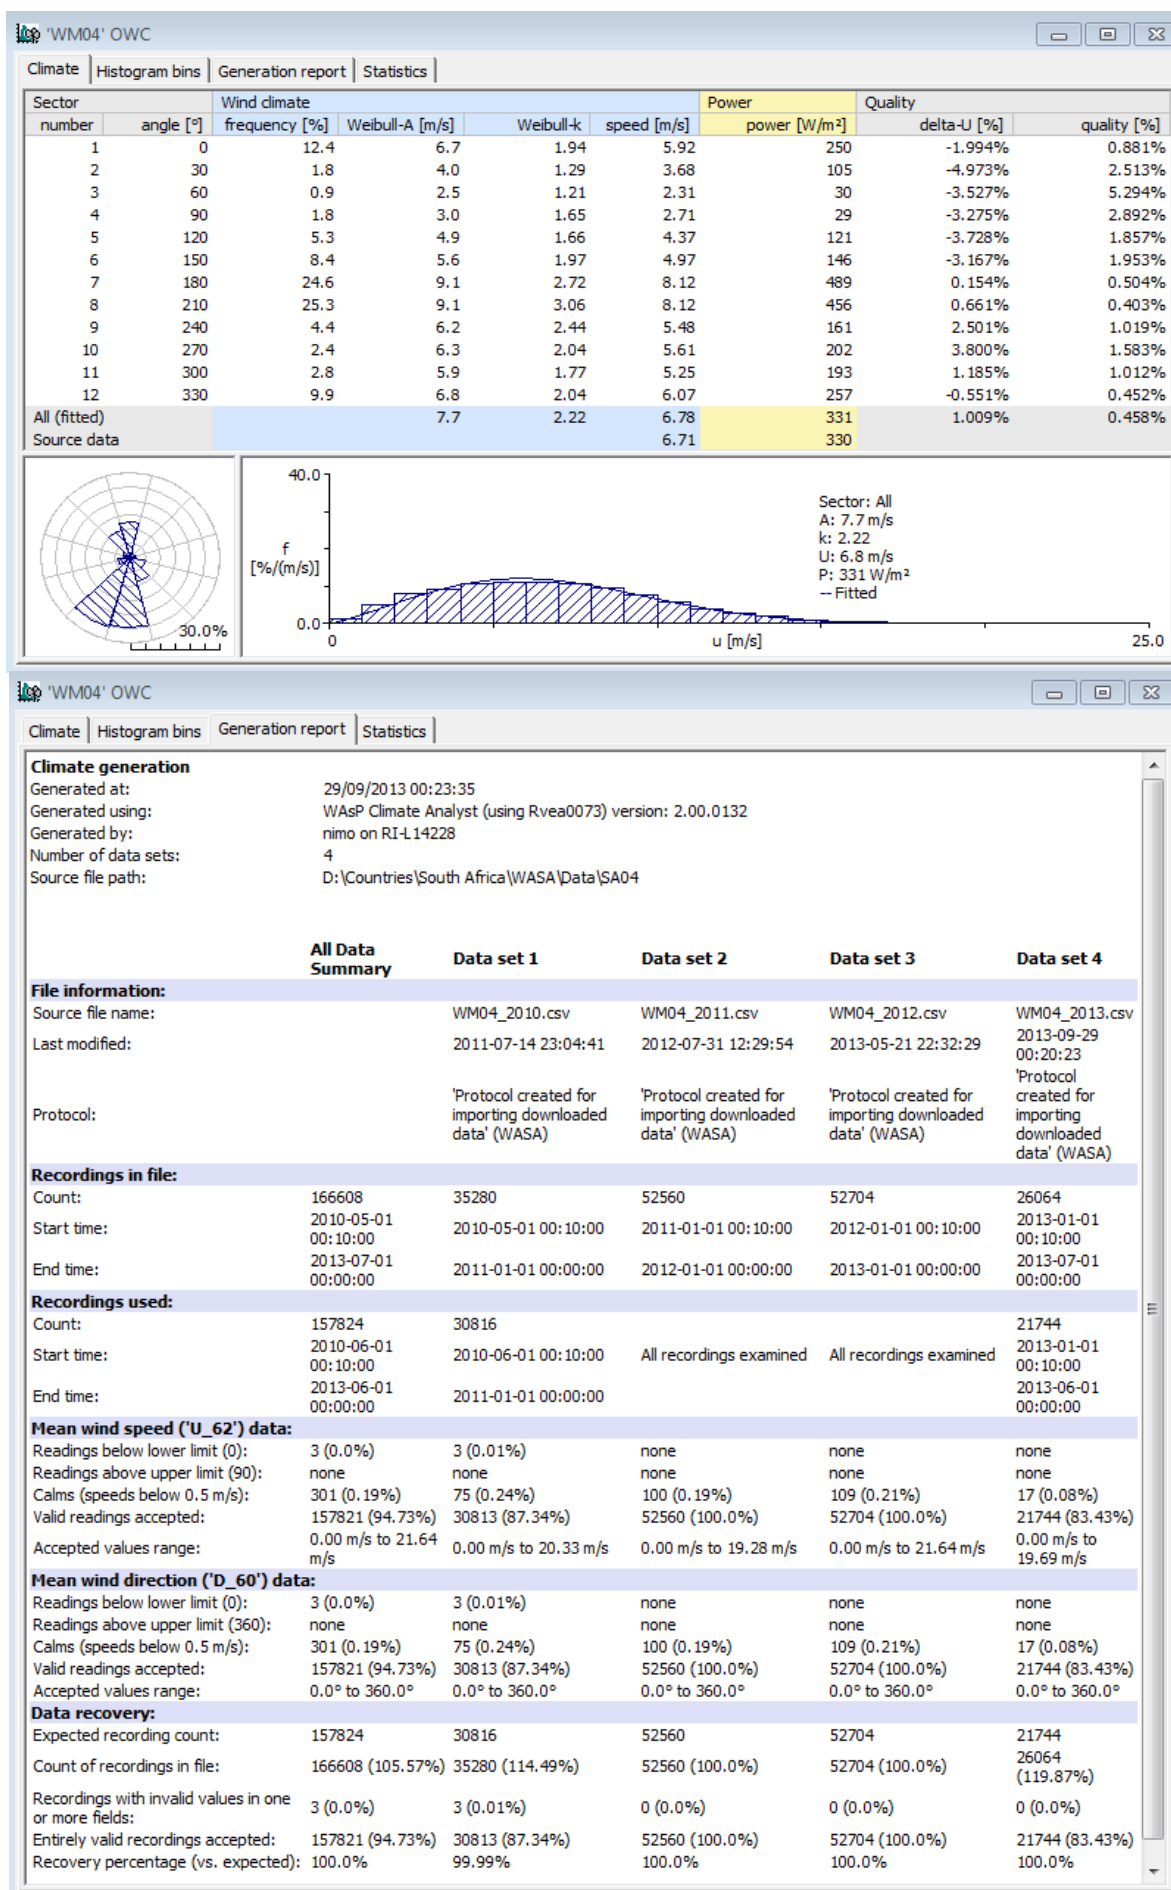 'WM04' OWC
Climate Histogram bins Generation report Statistics
Sector Wind climate Power Quality
number angle [º] frequency [%] Weibull-A [m/s] Weibull-k speed [m/s] power [W/m²] delta-U [%] quality [%]
1 0 12.4 6.7 1.94 5.92 250 -1.994% 0.881%
2 30 1.8 4.0 1.29 3.68 105 -4.973% 2.513%
3 60 0.9 2.5 1.21 2.31 30 -3.527% 5.294%
4 90 1.8 3.0 1.65 2.71 29 -3.275% 2.892%
5 120 5.3 4.9 1.66 4.37 121 -3.728% 1.857%
6 150 8.4 5.6 1.97 4.97 146 -3.167% 1.953%
7 180 24.6 9.1 2.72 8.12 489 0.154% 0.504%
8 210 25.3 9.1 3.06 8.12 456 0.661% 0.403%
9 240 4.4 6.2 2.44 5.48 161 2.501% 1.019%
10 270 2.4 6.3 2.04 5.61 202 3.800% 1.583%
11 300 2.8 5.9 1.77 5.25 193 1.185% 1.012%
12 330 9.9 6.8 2.04 6.07 257 -0.551% 0.452%
All (fitted) 7.7 2.22 6.78 331 1.009% 0.458%
Source data 6.71 330
30.0%
40.0
f
[%/(m/s)]
0.0
0 u [m/s] 25.0
Sector: All
A: 7.7 m/s
k: 2.22
U: 6.8 m/s
P: 331 W/m²
-- Fitted
'WM04' OWC
Climate Histogram bins Generation report Statistics
Climate generation
Generated at: 29/09/2013 00:23:35
Generated using: WAsP Climate Analyst (using Rvea0073) version: 2.00.0132
Generated by: nimo on RI-L14228
Number of data sets: 4
Source file path: D:\Countries\South Africa\WASA\Data\SA04
All Data
Summary Data set 1 Data set 2 Data set 3 Data set 4
File information:
Source file name: WM04_2010.csv WM04_2011.csv WM04_2012.csv WM04_2013.csv
Last modified: 2011-07-14 23:04:41 2012-07-31 12:29:54 2013-05-21 22:32:29 2013-09-29
00:20:23
Protocol: 'Protocol created for importing downloaded data' (WASA) 'Protocol created for importing downloaded data' (WASA) 'Protocol created for importing downloaded data' (WASA) 'Protocol created for importing downloaded data' (WASA)
Recordings in file:
Count: 166608 35280 52560 52704 26064
Start time: 2010-05-01 00:10:00 2010-05-01 00:10:00 2011-01-01 00:10:00 2012-01-01 00:10:00 2013-01-01 00:10:00
End time: 2013-07-01 00:00:00 2011-01-01 00:00:00 2012-01-01 00:00:00 2013-01-01 00:00:00 2013-07-01 00:00:00
Recordings used:
Count: 157824 30816 21744
Start time: 2010-06-01 00:10:00 2010-06-01 00:10:00 All recordings examined All recordings examined 2013-01-01 00:10:00
End time: 2013-06-01 00:00:00 2011-01-01 00:00:00 2013-06-01 00:00:00
Mean wind speed ('U_62') data:
Readings below lower limit (0): 3 (0.0%) 3 (0.01%) none none none
Readings above upper limit (90): none none none none none
Calms (speeds below 0.5 m/s): 301 (0.19%) 75 (0.24%) 100 (0.19%) 109 (0.21%) 17 (0.08%)
Valid readings accepted: 157821 (94.73%) 30813 (87.34%) 52560 (100.0%) 52704 (100.0%) 21744 (83.43%)
Accepted values range: 0.00 m/s to 21.64 m/s 0.00 m/s to 20.33 m/s 0.00 m/s to 19.28 m/s 0.00 m/s to 21.64 m/s 0.00 m/s to 19.69 m/s
Mean wind direction ('D_60') data:
Readings below lower limit (0): 3 (0.0%) 3 (0.01%) none none none
Readings above upper limit (360): none none none none none
Calms (speeds below 0.5 m/s): 301 (0.19%) 75 (0.24%) 100 (0.19%) 109 (0.21%) 17 (0.08%)
Valid readings accepted: 157821 (94.73%) 30813 (87.34%) 52560 (100.0%) 52704 (100.0%) 21744 (83.43%)
Accepted values range: 0.0° to 360.0° 0.0° to 360.0° 0.0° to 360.0° 0.0° to 360.0° 0.0° to 360.0°
Data recovery:
Expected recording count: 157824 30816 52560 52704 21744
Count of recordings in file: 166608 (105.57%) 35280 (114.49%) 52560 (100.0%) 52704 (100.0%) 26064 (119.87%)
Recordings with invalid values in one
or more fields: 3 (0.0%) 3 (0.01%) 0 (0.0%) 0 (0.0%) 0 (0.0%)
Entirely valid recordings accepted: 157821 (94.73%) 30813 (87.34%) 52560 (100.0%) 52704 (100.0%) 21744 (83.43%)
Recovery percentage (vs. expected): 100.0% 99.99% 100.0% 100.0% 100.0%